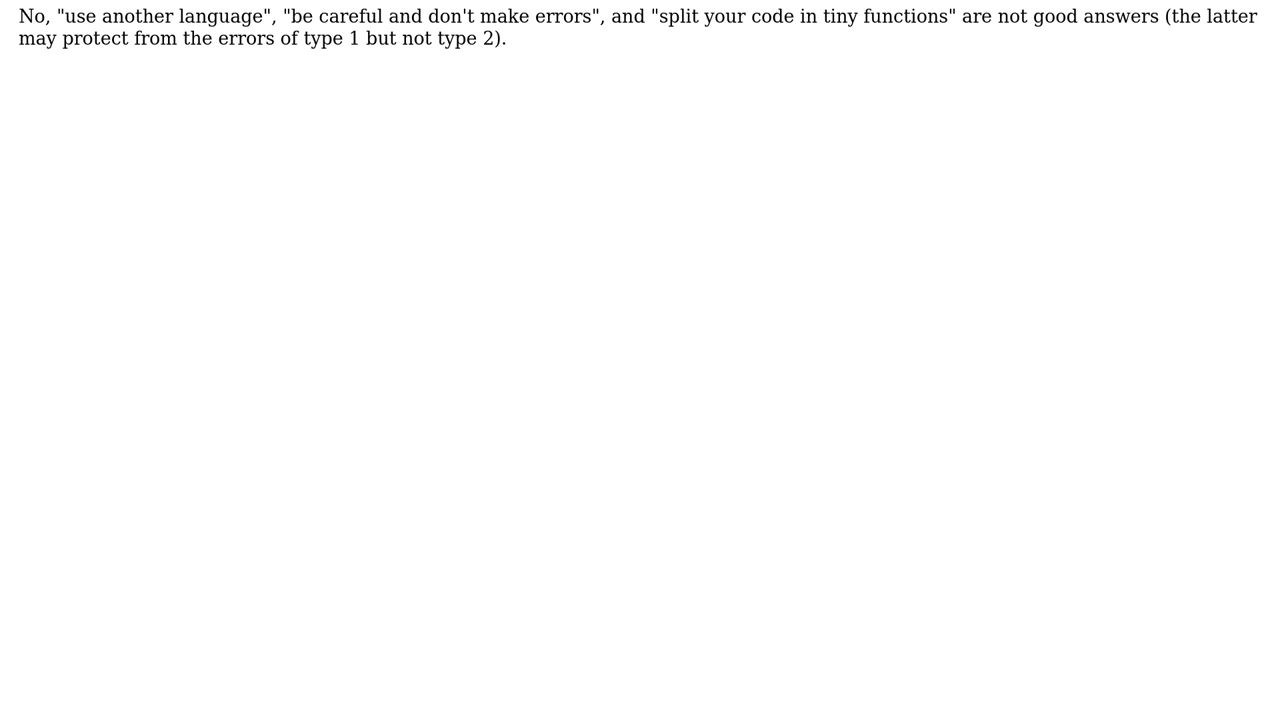 No, "use another language", "be careful and don't make errors", and "split your code in tiny functions" are not good answers (the latter
may protect from the errors of type 1 but not type 2).